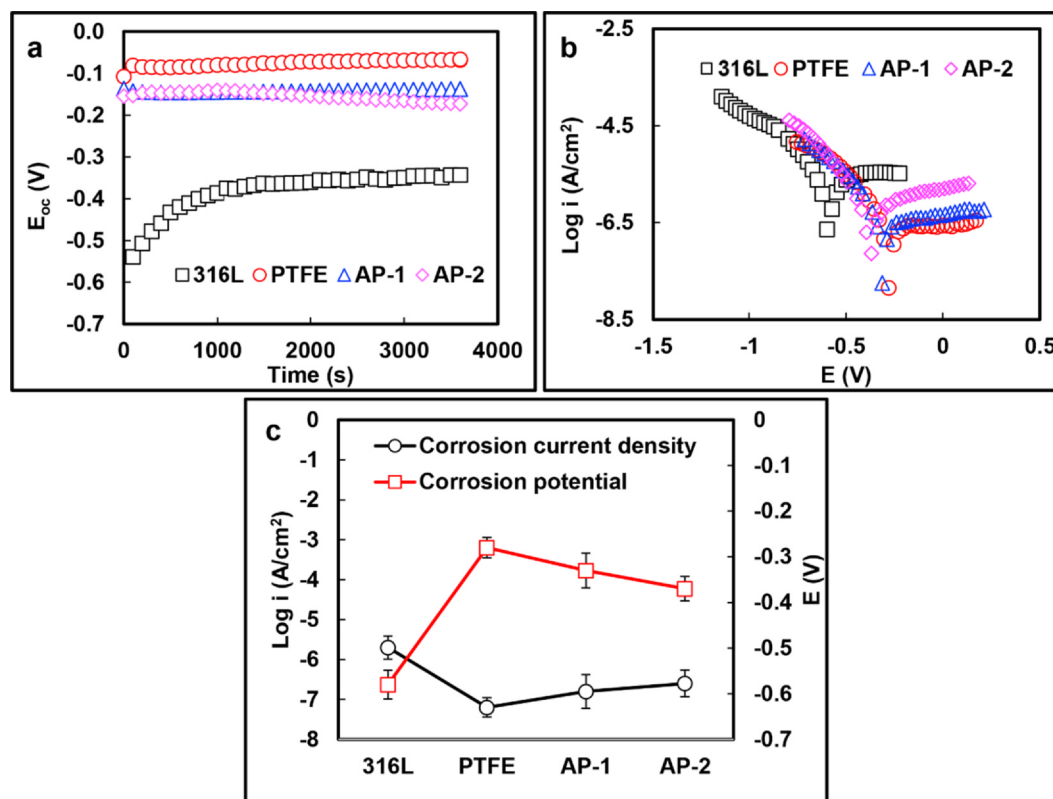 a
0.0
-0.1
-0.2
-0.3
-0.4
-0.5
-0.6
-0.7
Eoc (V)
316L PTFE AP-1 AP-2
0 1000 2000 3000 4000
Time (s)
b
-2.5
-4.5
-6.5
-8.5
Log i (A/cm²)
316L PTFE AP-1 AP-2
-1.5 -1 -0.5 0 0.5
E (V)
c
0
-1
-2
-3
-4
-5
-6
-7
-8
Log i (A/cm²)
Corrosion current density
Corrosion potential
0
-0.1
-0.2
-0.3
-0.4
-0.5
-0.6
-0.7
E (V)
316L PTFE AP-1 AP-2